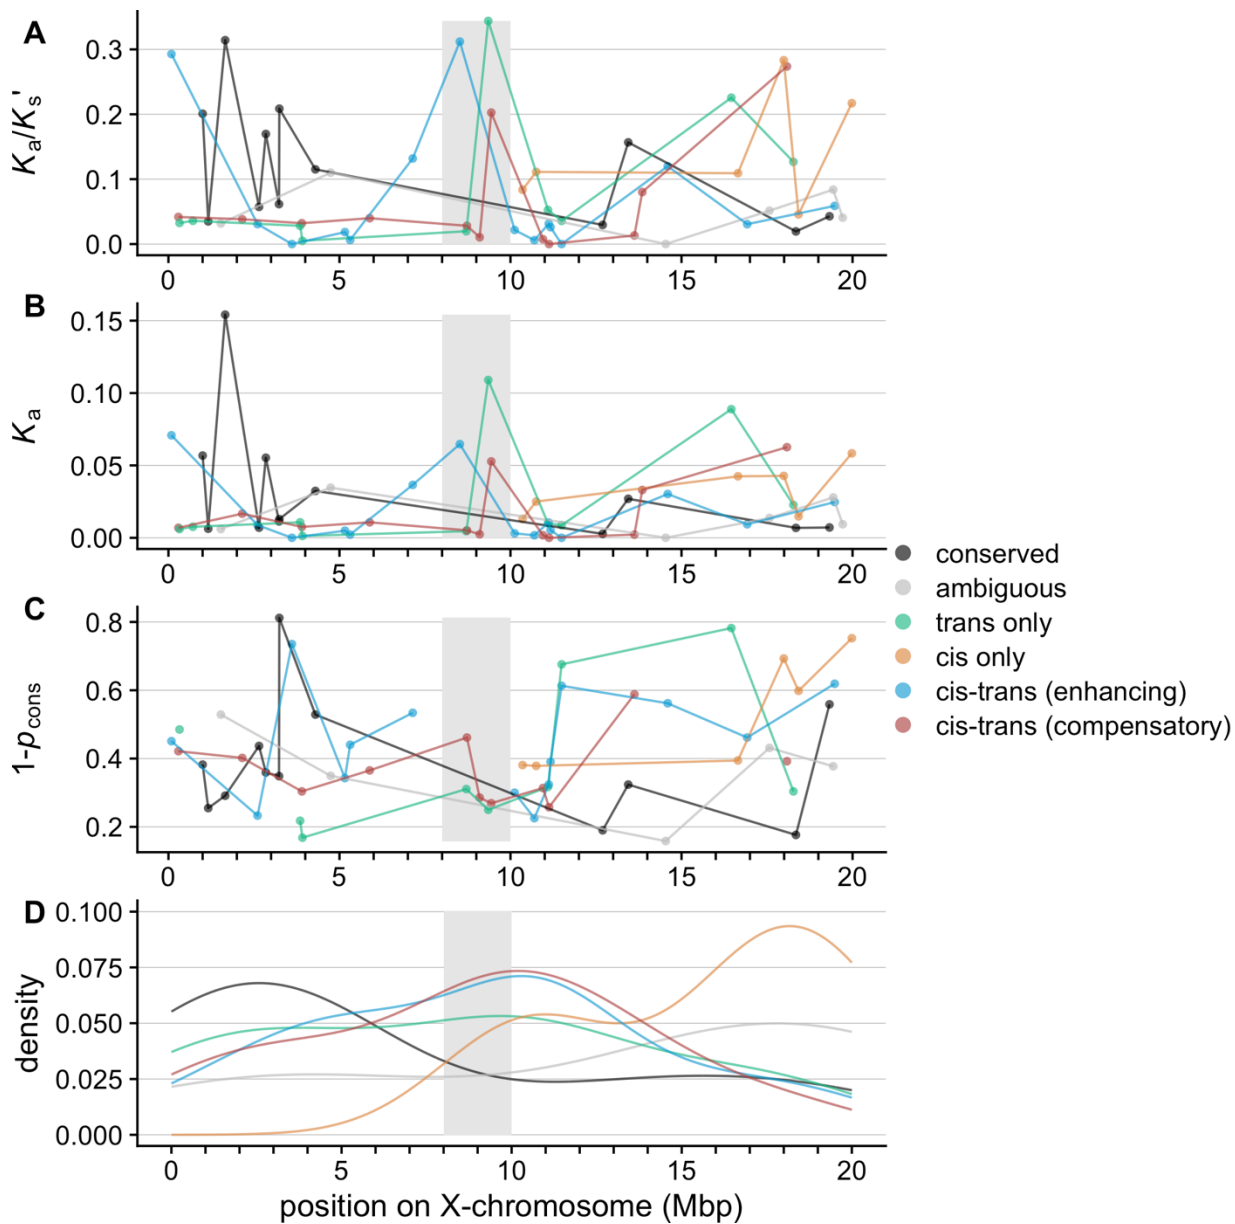 A
Ka/Ks'
0.3
0.2
0.1
0.0
0 5 10 15 20
B
Ka
0.15
0.10
0.05
0.00
0 5 10 15 20
conserved
ambiguous
trans only
cis only
cis-trans (enhancing)
cis-trans (compensatory)
C
1-pcons
0.8
0.6
0.4
0.2
0 5 10 15 20
D
density
0.100
0.075
0.050
0.025
0.000
0 5 10 15 20
position on X-chromosome (Mbp)